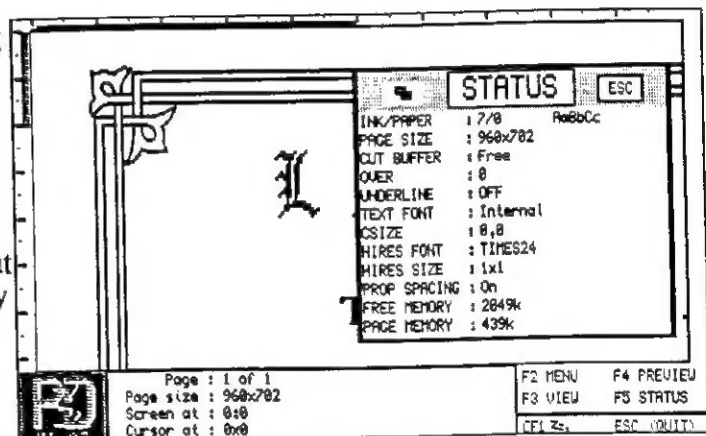 STATUS
ESC
INK/PAPER : 7/0 AaBbCc
PAGE SIZE : 960x702
CUT BUFFER : Free
OVER : 0
UNDERLINE : OFF
TEXT FONT : Internal
CSIZE : 0,0
HIRES FONT : TIMES24
HIRES SIZE : 1x1
PROP SPACING : On
FREE MEMORY : 2049k
PAGE MEMORY : 439k
L
Page : 1 of 1
Page size : 960x702
Screen at : 0:0
Cursor at : 0x0
F2 MENU F4 PREVIEW
F3 VIEW F5 STATUS
CF1 ESC (QUIT)